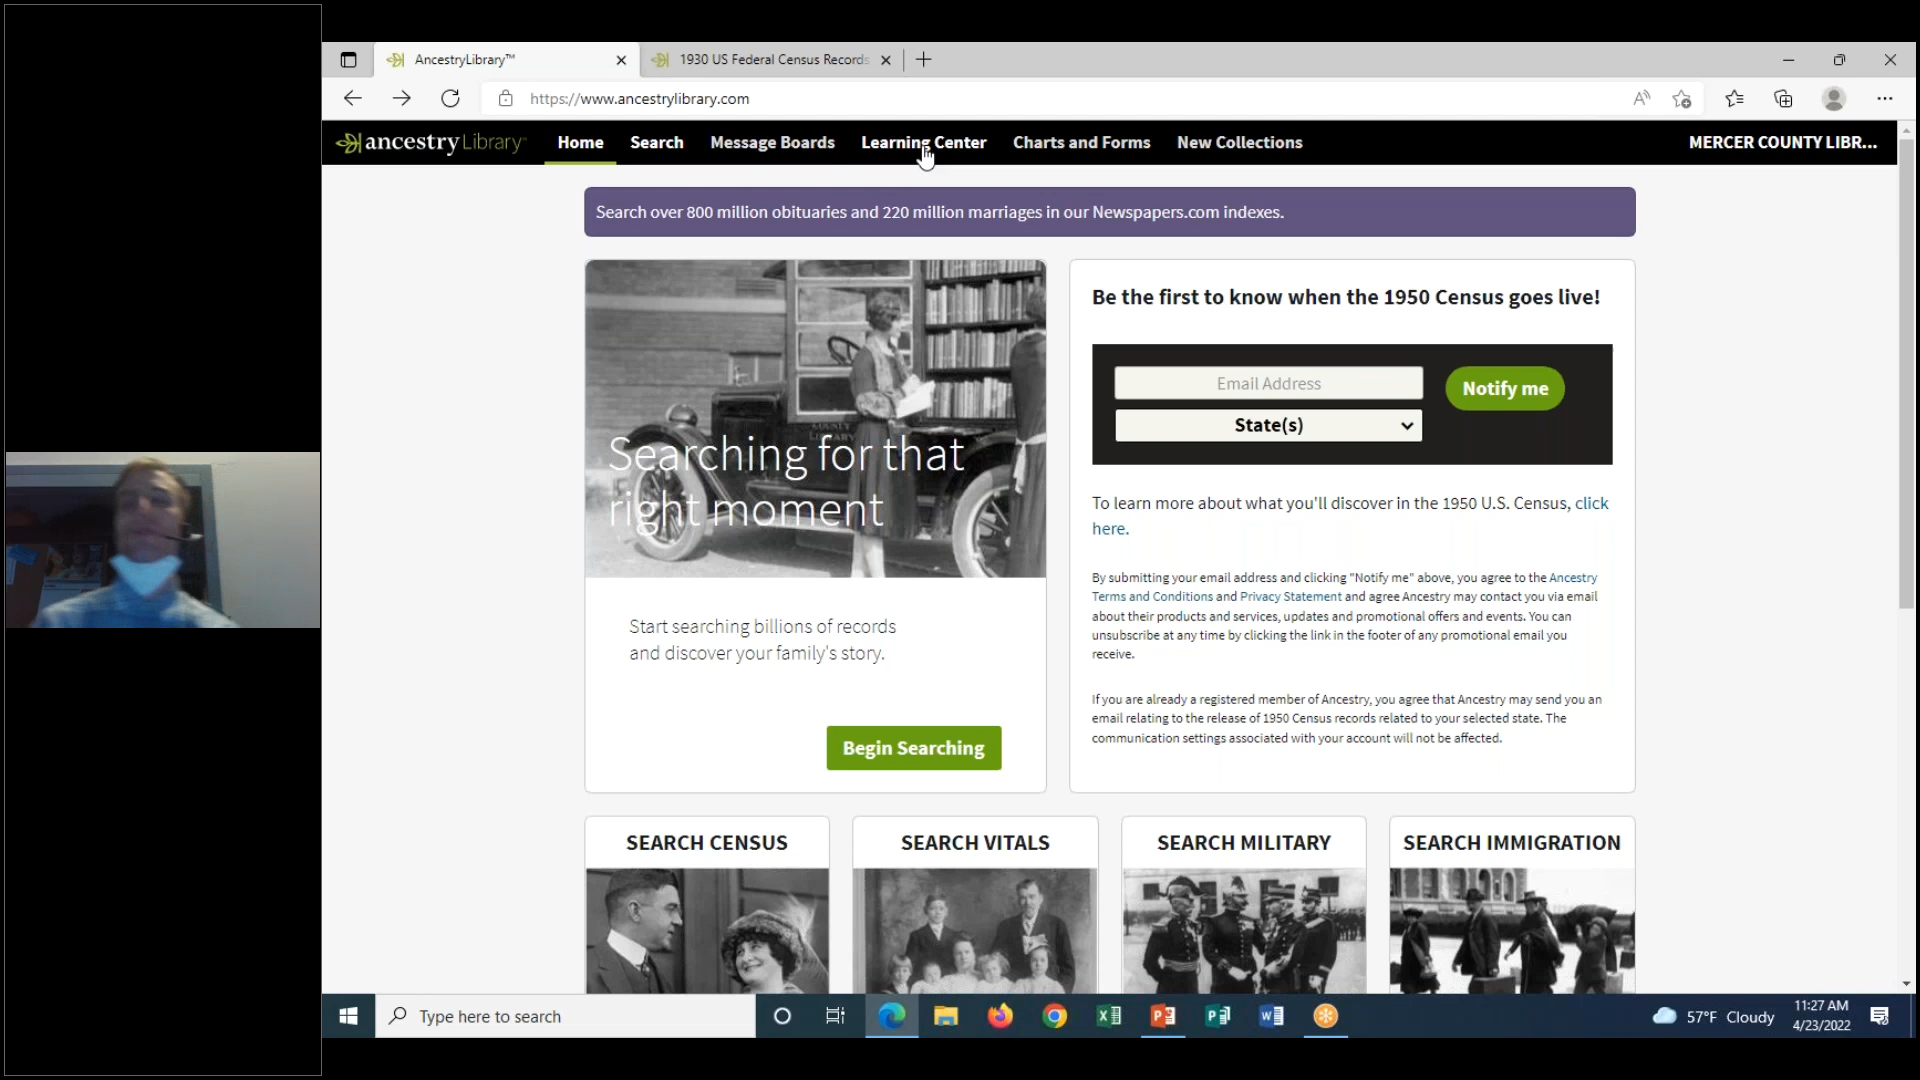 AncestryLibrary™
1930 US Federal Census Records
https://www.ancestrylibrary.com
ancestryLibrary™
Home
Search
Message Boards
Learning Center
Charts and Forms
New Collections
MERCER COUNTY LIBR...
Search over 800 million obituaries and 220 million marriages in our Newspapers.com indexes.
Searching for that
right moment
Start searching billions of records
and discover your family's story.
Begin Searching
Be the first to know when the 1950 Census goes live!
Email Address
Notify me
State(s)
To learn more about what you'll discover in the 1950 U.S. Census, click
here.
By submitting your email address and clicking "Notify me" above, you agree to the Ancestry
Terms and Conditions and Privacy Statement and agree Ancestry may contact you via email
about their products and services, updates and promotional offers and events. You can
unsubscribe at any time by clicking the link in the footer of any promotional email you
receive.
If you are already a registered member of Ancestry, you agree that Ancestry may send you an
email relating to the release of 1950 Census records related to your selected state. The
communication settings associated with your account will not be affected.
SEARCH CENSUS
SEARCH VITALS
SEARCH MILITARY
SEARCH IMMIGRATION
Type here to search
57°F Cloudy
11:27 AM
4/23/2022